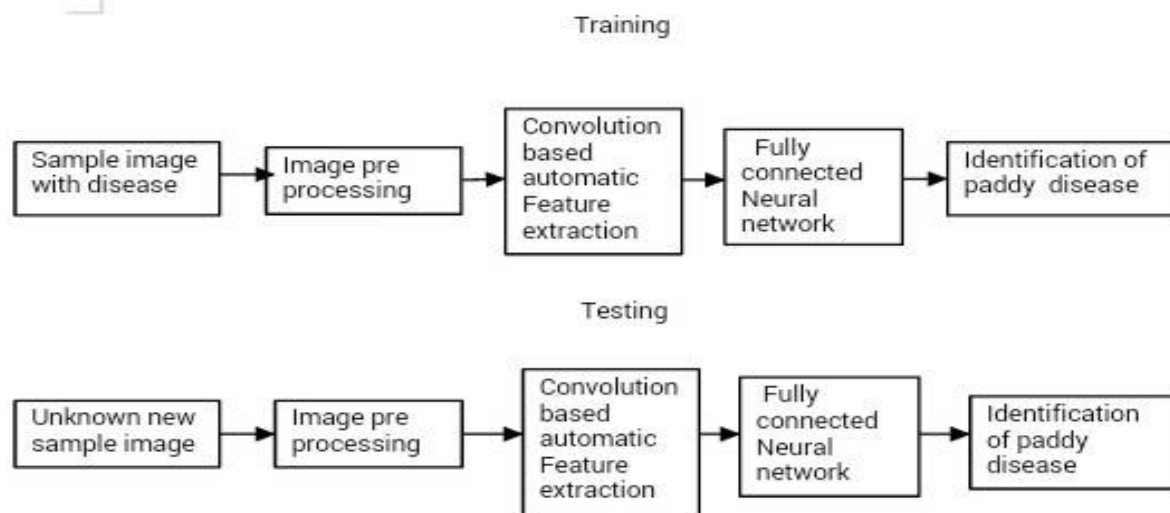 Training
Sample image
with disease
Image pre
processing
Convolution
based
automatic
Feature
extraction
Fully
connected
Neural
network
Identification of
paddy disease
Testing
Unknown new
sample image
Image pre
processing
Convolution
based
automatic
Feature
extraction
Fully
connected
Neural
network
Identification
of paddy
disease